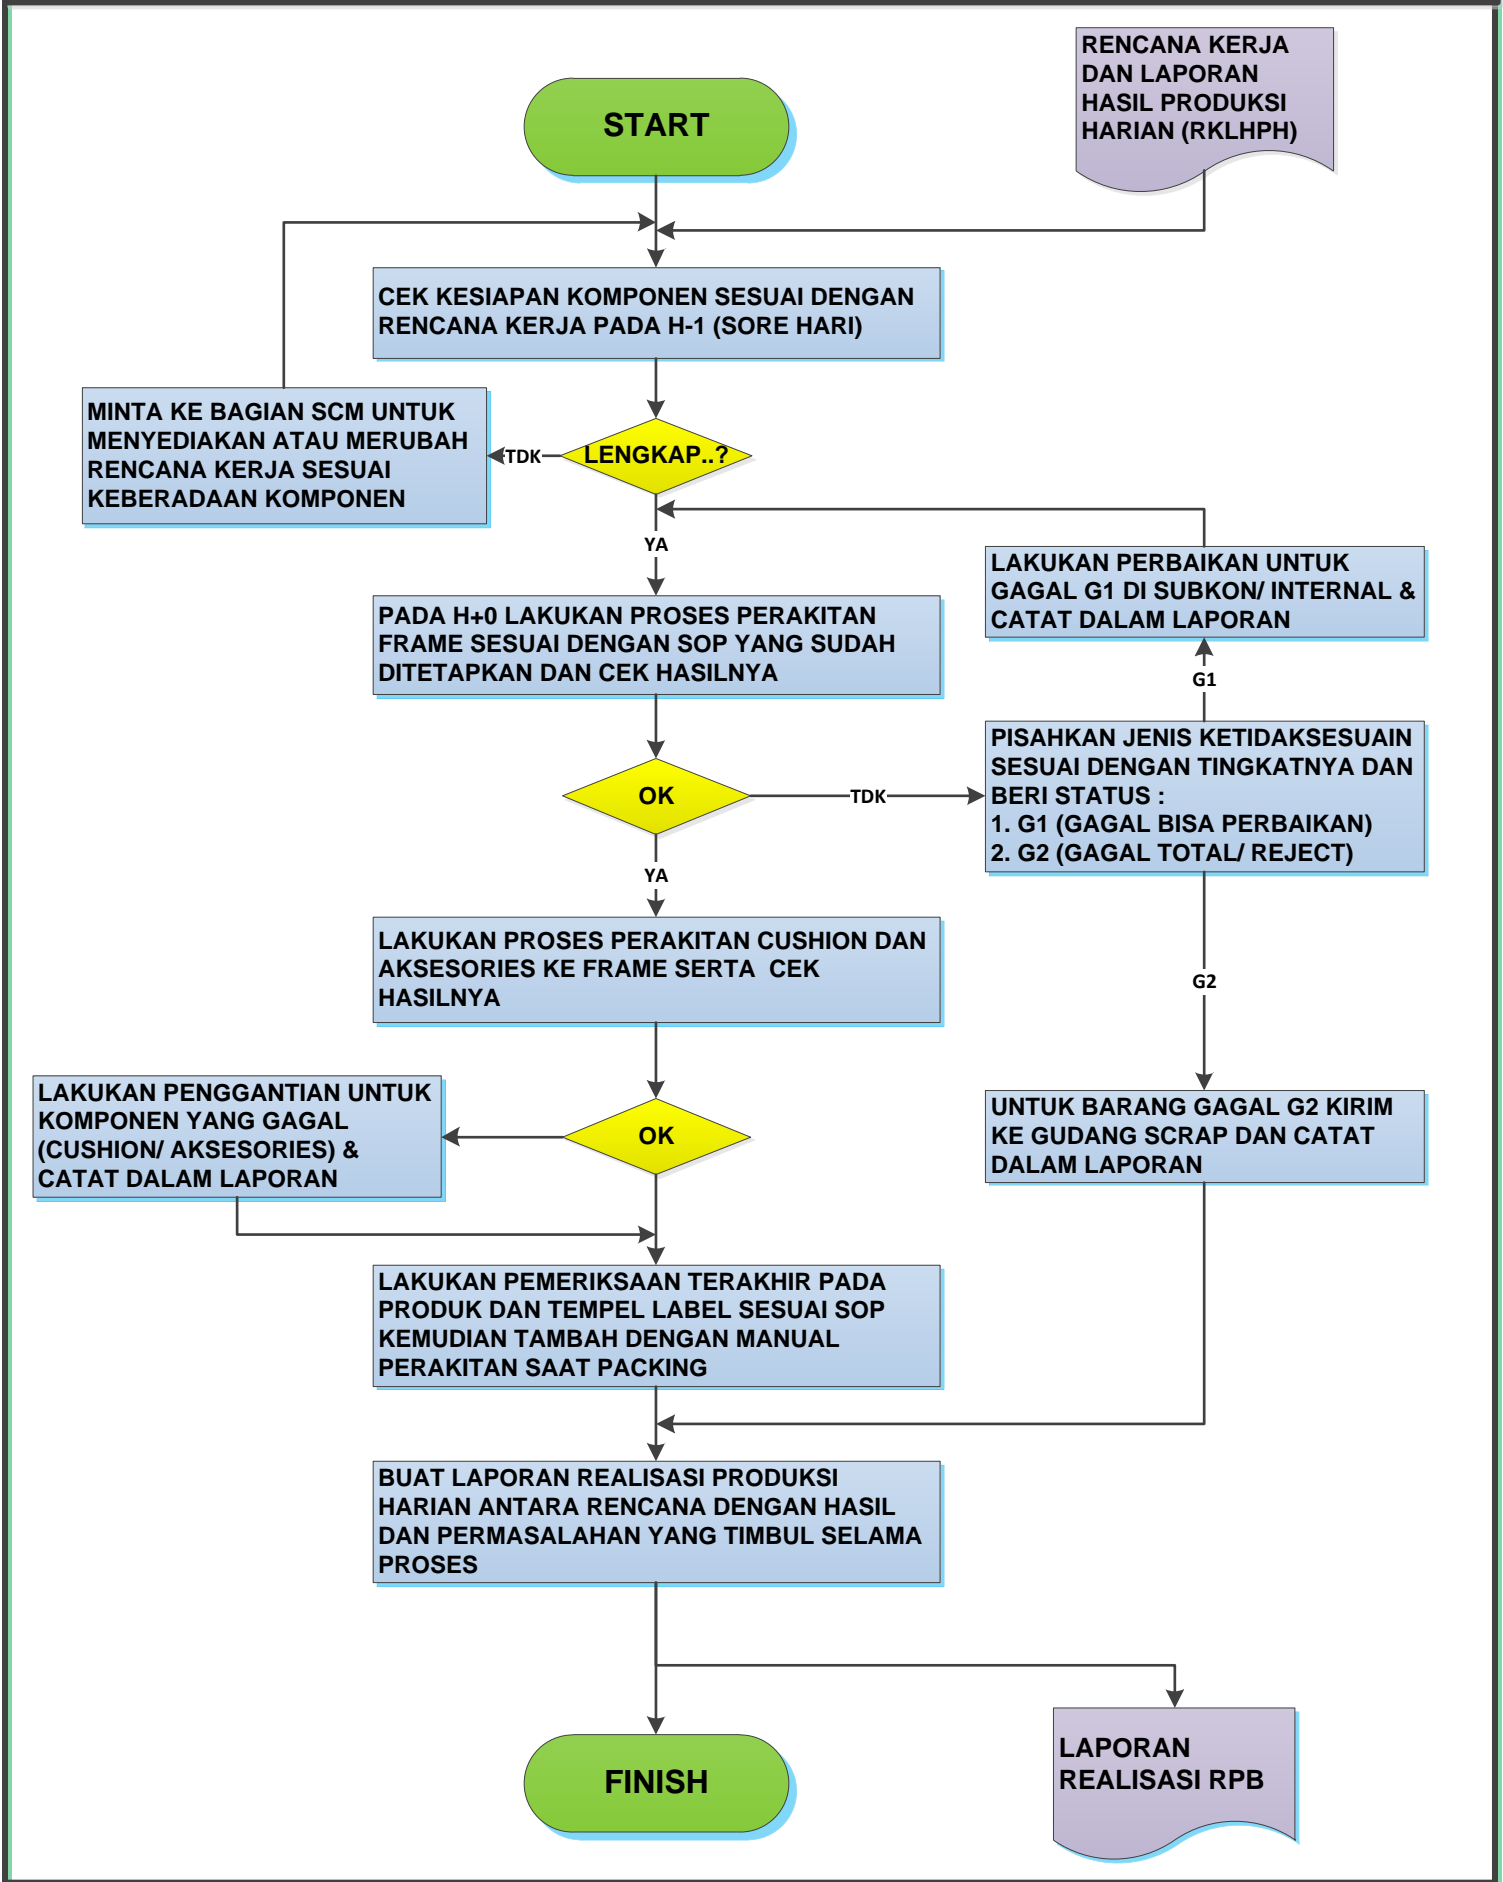 START
RENCANA KERJA
DAN LAPORAN
HASIL PRODUKSI
HARIAN (RKLHPH)
CEK KESIAPAN KOMPONEN SESUAI DENGAN
RENCANA KERJA PADA H-1 (SORE HARI)
MINTA KE BAGIAN SCM UNTUK
MENYEDIAKAN ATAU MERUBAH
RENCANA KERJA SESUAI
KEBERADAAN KOMPONEN
TDK
LENGKAP..?
YA
LAKUKAN PERBAIKAN UNTUK
GAGAL G1 DI SUBKON/ INTERNAL &
CATAT DALAM LAPORAN
PADA H+0 LAKUKAN PROSES PERAKITAN
FRAME SESUAI DENGAN SOP YANG SUDAH
DITETAPKAN DAN CEK HASILNYA
G1
OK
TDK
PISAHKAN JENIS KETIDAKSESUAIN
SESUAI DENGAN TINGKATNYA DAN
BERI STATUS :
1. G1 (GAGAL BISA PERBAIKAN)
2. G2 (GAGAL TOTAL/ REJECT)
YA
LAKUKAN PROSES PERAKITAN CUSHION DAN
AKSESORIES KE FRAME SERTA  CEK
HASILNYA
G2
LAKUKAN PENGGANTIAN UNTUK
KOMPONEN YANG GAGAL
(CUSHION/ AKSESORIES) &
CATAT DALAM LAPORAN
OK
UNTUK BARANG GAGAL G2 KIRIM
KE GUDANG SCRAP DAN CATAT
DALAM LAPORAN
LAKUKAN PEMERIKSAAN TERAKHIR PADA
PRODUK DAN TEMPEL LABEL SESUAI SOP
KEMUDIAN TAMBAH DENGAN MANUAL
PERAKITAN SAAT PACKING
BUAT LAPORAN REALISASI PRODUKSI
HARIAN ANTARA RENCANA DENGAN HASIL
DAN PERMASALAHAN YANG TIMBUL SELAMA
PROSES
FINISH
LAPORAN
REALISASI RPB